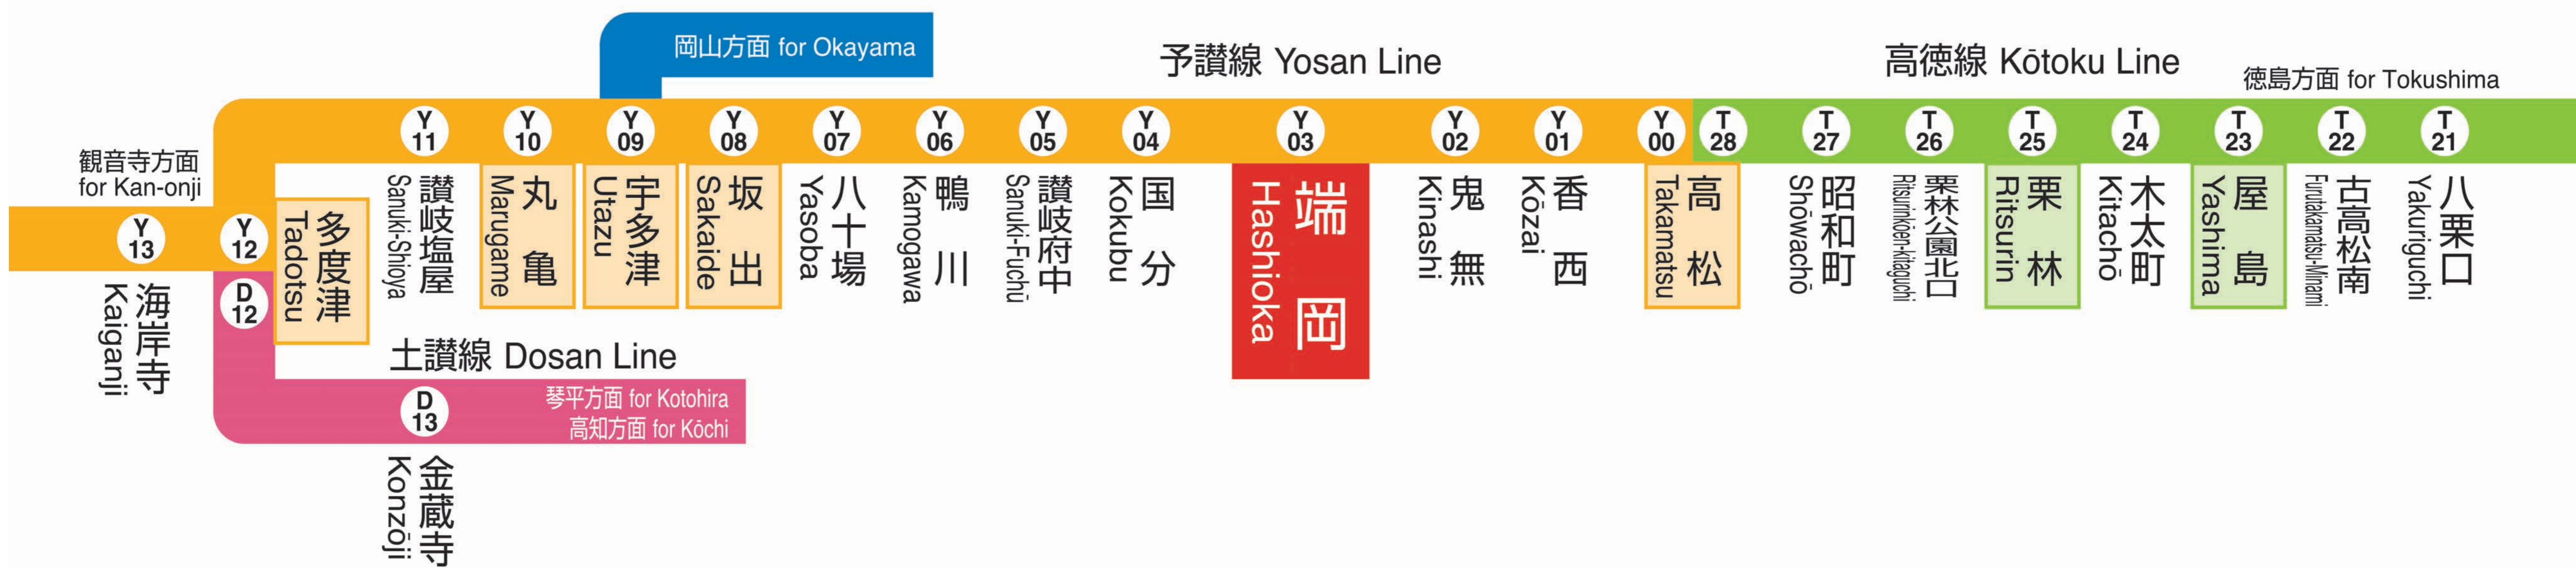 岡山方面 for Okayama
予讃線 Yosan Line
高徳線 Kōtoku Line
徳島方面 for Tokushima
観音寺方面
for Kan-onji
Y
13
海岸寺
Kaiganji
Y
12
D
12
多度津
Tadotsu
Y
11
讃岐塩屋
Sanuki-Shioya
Y
10
丸亀
Marugame
Y
09
宇多津
Utazu
Y
08
坂出
Sakaide
Y
07
八十場
Yasoba
Y
06
鴨川
Kamogawa
Y
05
讃岐府中
Sanuki-Fuchū
Y
04
国分
Kokubu
Y
03
端岡
Hashioka
Y
02
鬼無
Kinashi
Y
01
香西
Kōzai
Y
00
T
28
高松
Takamatsu
T
27
昭和町
Shōwachō
T
26
栗林公園北口
Ritsurinkōen-kitaguchi
T
25
栗林
Ritsurin
T
24
木太町
Kitachō
T
23
屋島
Yashima
T
22
古高松南
Furutakamatsu-Minami
T
21
八栗口
Yakuriguchi
土讃線 Dosan Line
琴平方面 for Kotohira
高知方面 for Kōchi
D
13
金蔵寺
Konzōji